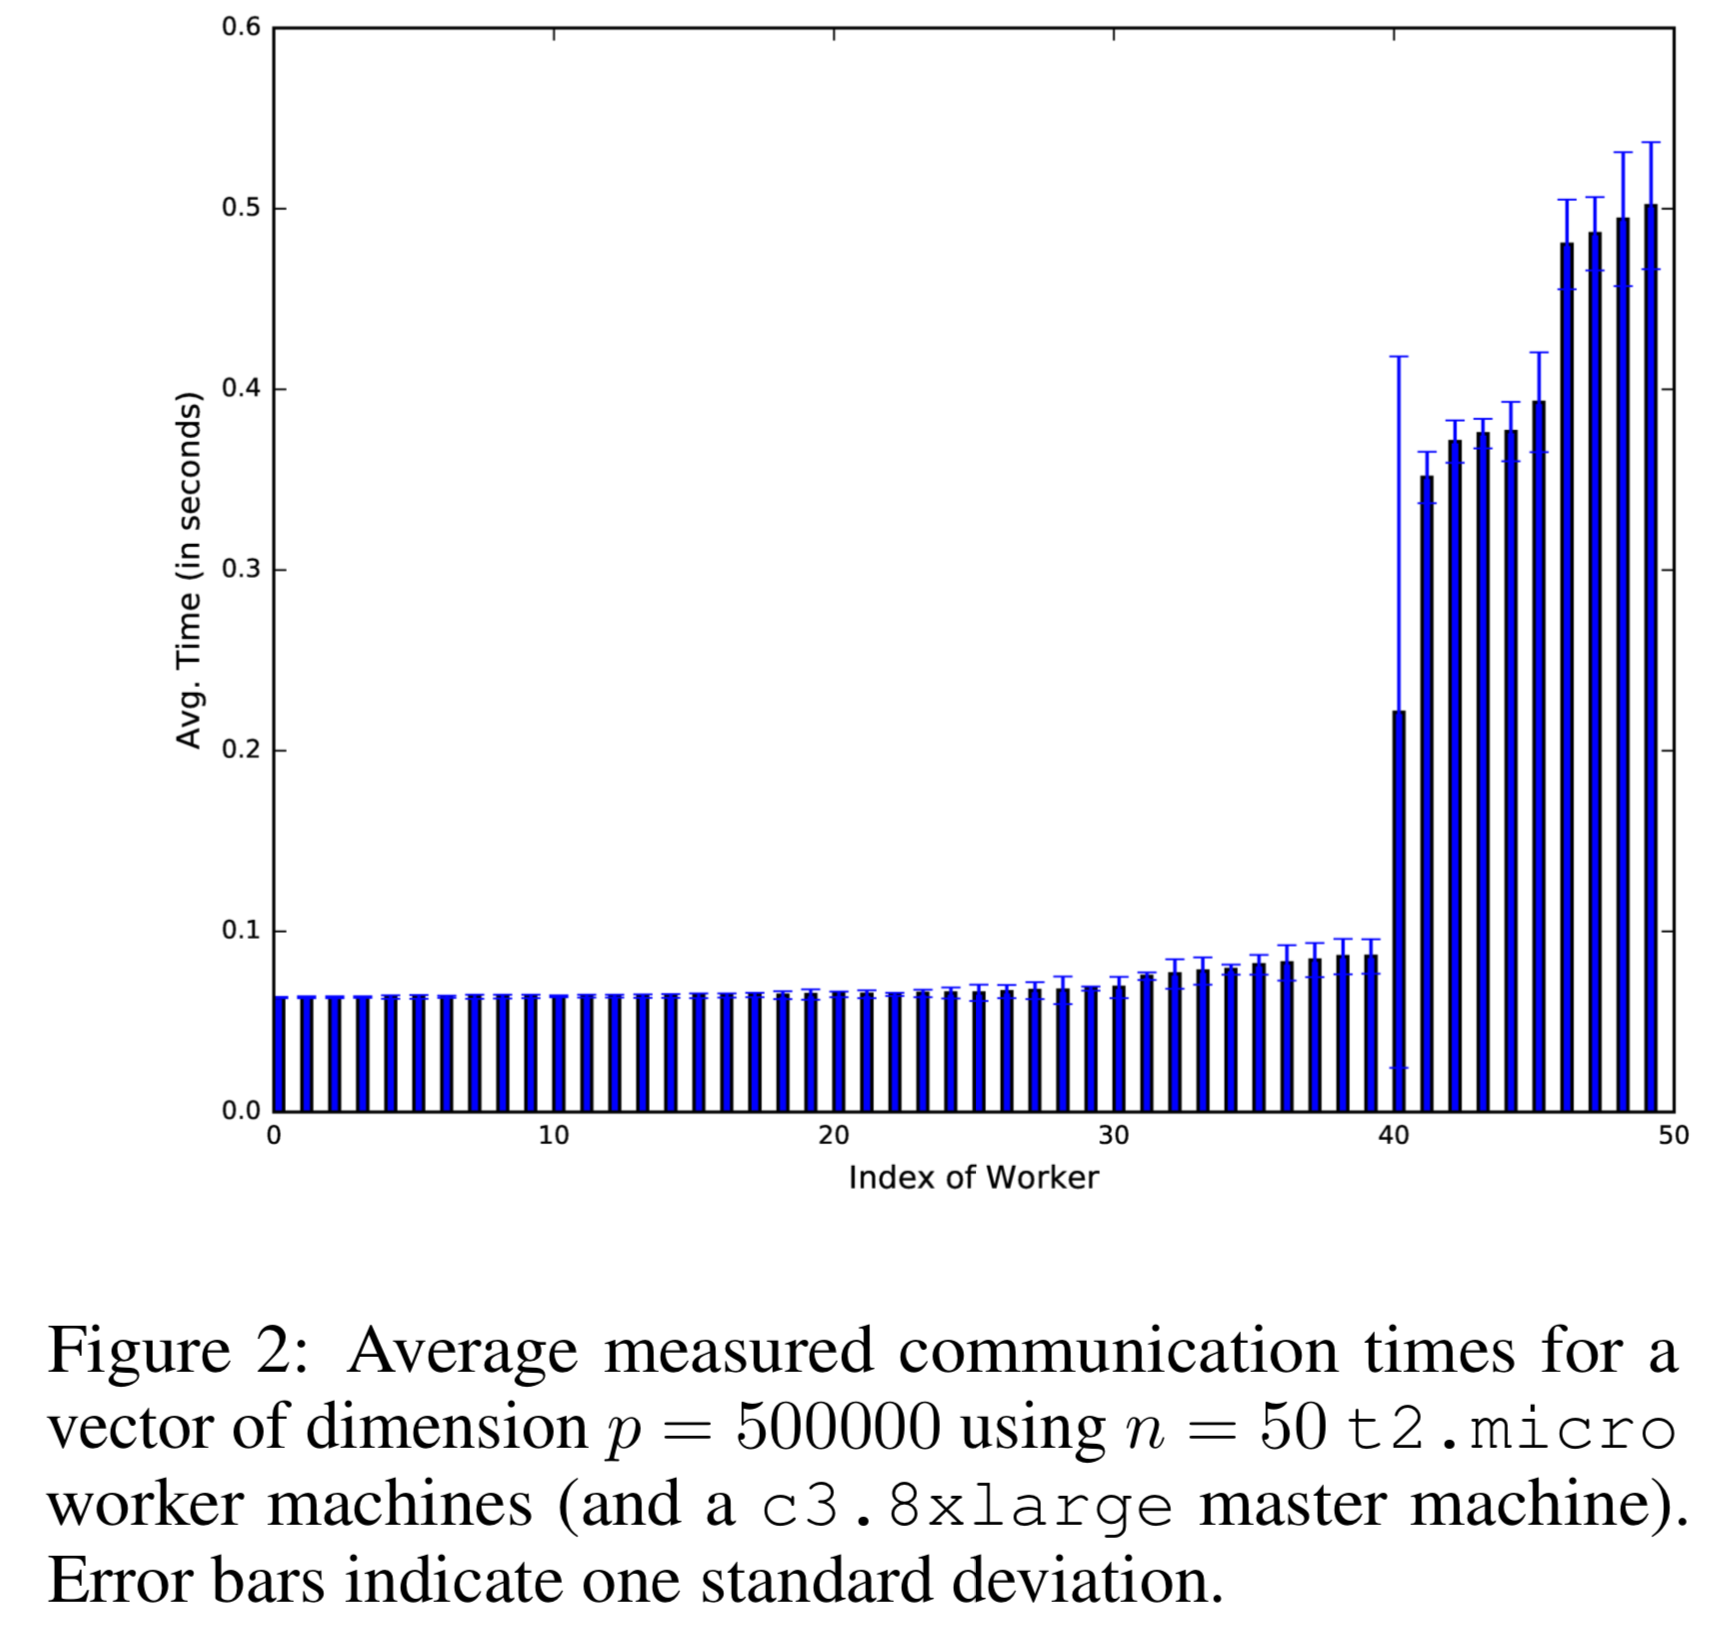 0.6
0.5
0.4
0.3
0.2
0.1
0.0
Avg. Time (in seconds)
0 10 20 30 40 50
Index of Worker
Figure 2: Average measured communication times for a
vector of dimension p = 500000 using n = 50 t2.micro
worker machines (and a c3.8xlarge master machine).
Error bars indicate one standard deviation.